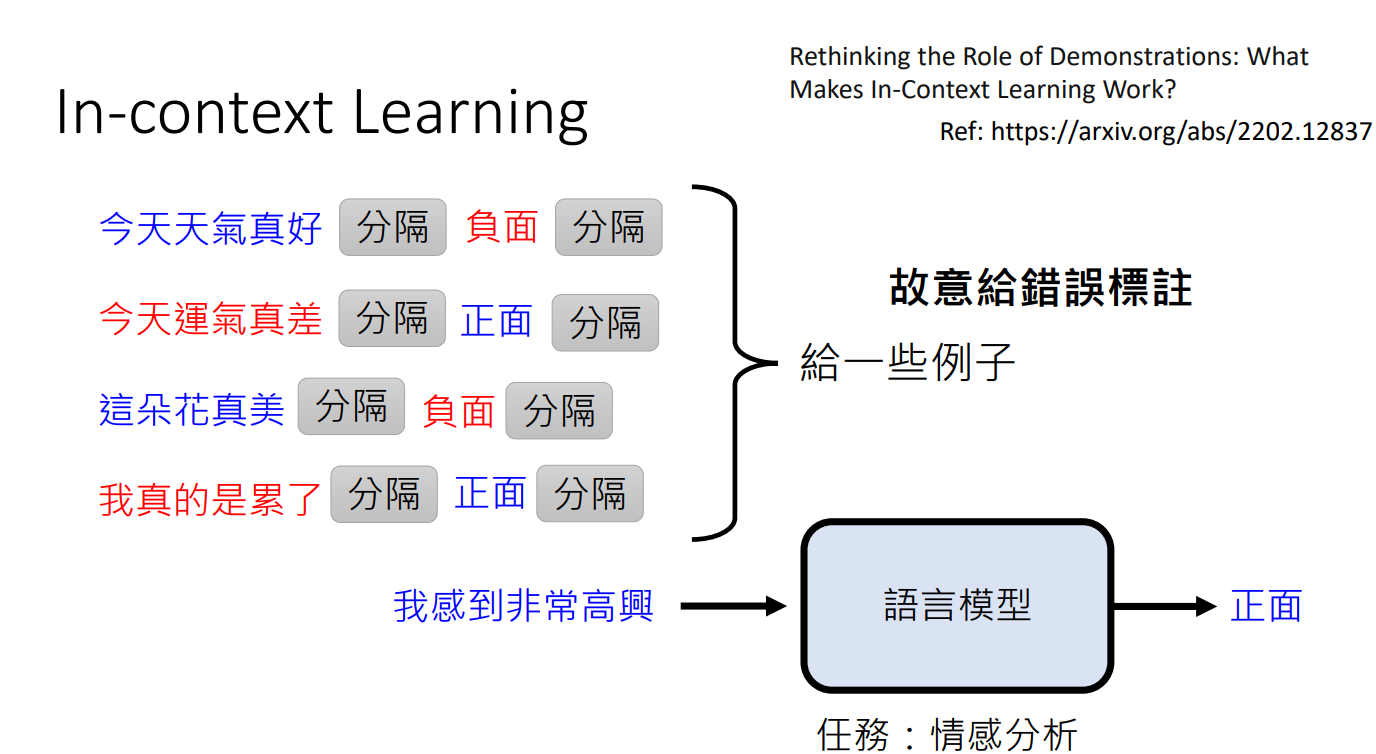 Rethinking the Role of Demonstrations: What
Makes In-Context Learning Work?
Ref: https://arxiv.org/abs/2202.12837
In-context Learning
今天天氣真好 分隔 負面 分隔
今天運氣真差 分隔 正面 分隔
這朵花真美 分隔 負面 分隔
我真的是累了 分隔 正面 分隔
故意給錯誤標註
給一些例子
我感到非常高興
語言模型
正面
任務：情感分析